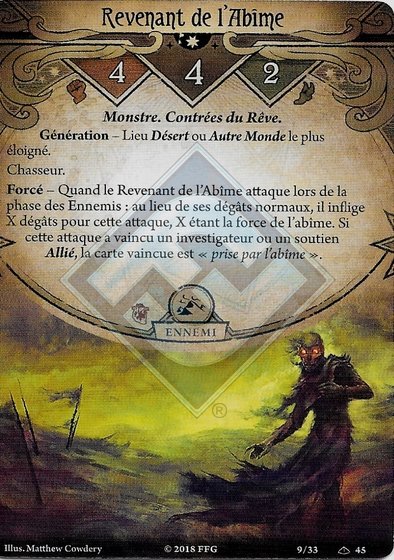 Revenant de l'Abîme
4 4 2
Monstre. Contrées du Rêve.
Génération – Lieu Désert ou Autre Monde le plus
éloigné.
Chasseur.
Forcé – Quand le Revenant de l'Abîme attaque lors de la
phase des Ennemis : au lieu de ses dégâts normaux, il inflige
X dégâts pour cette attaque, X étant la force de l'abime. Si
cette attaque a vaincu un investigateur ou un soutien
Allié, la carte vaincue est « prise par l'abîme ».
ENNEMI
®
Illus. Matthew Cowdery © 2018 FFG 9/33 45